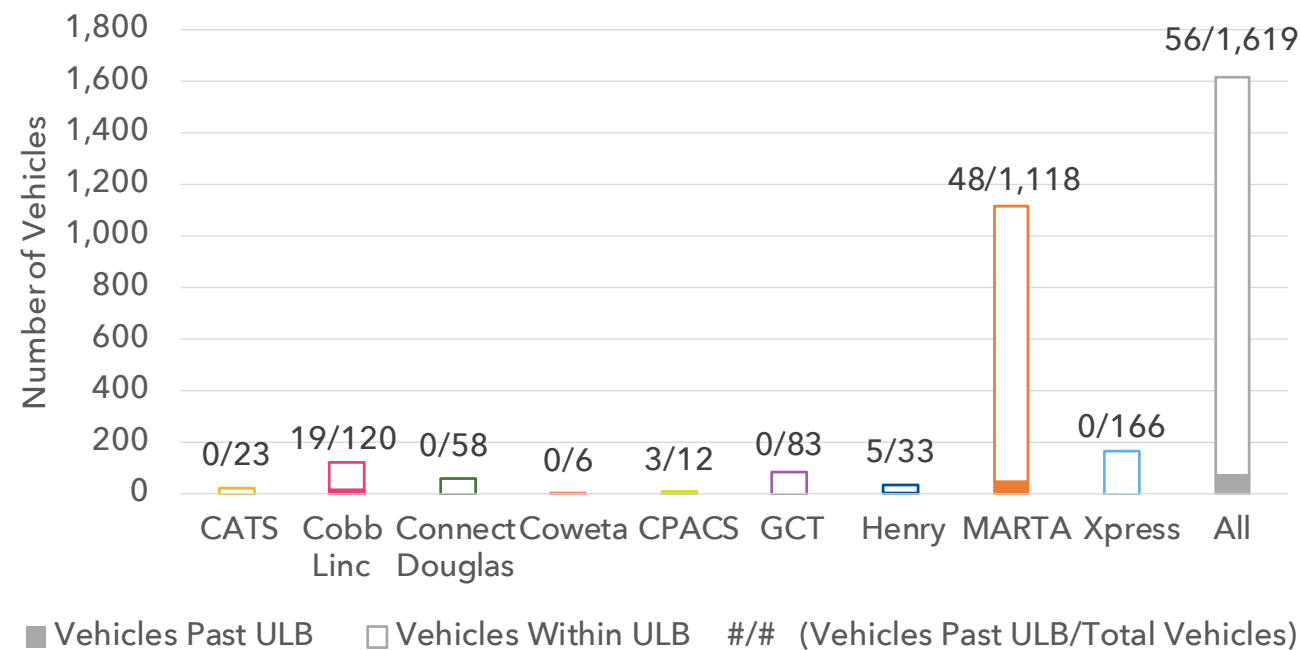 Number of Vehicles
1,800
1,600
1,400
1,200
1,000
800
600
400
200
0
0/23
19/120
0/58
0/6
3/12
0/83
5/33
48/1,118
0/166
56/1,619
CATS
Cobb
Linc
Connect
Douglas
Coweta
CPACS
GCT
Henry
MARTA
Xpress
All
Vehicles Past ULB
Vehicles Within ULB
#/# (Vehicles Past ULB/Total Vehicles)